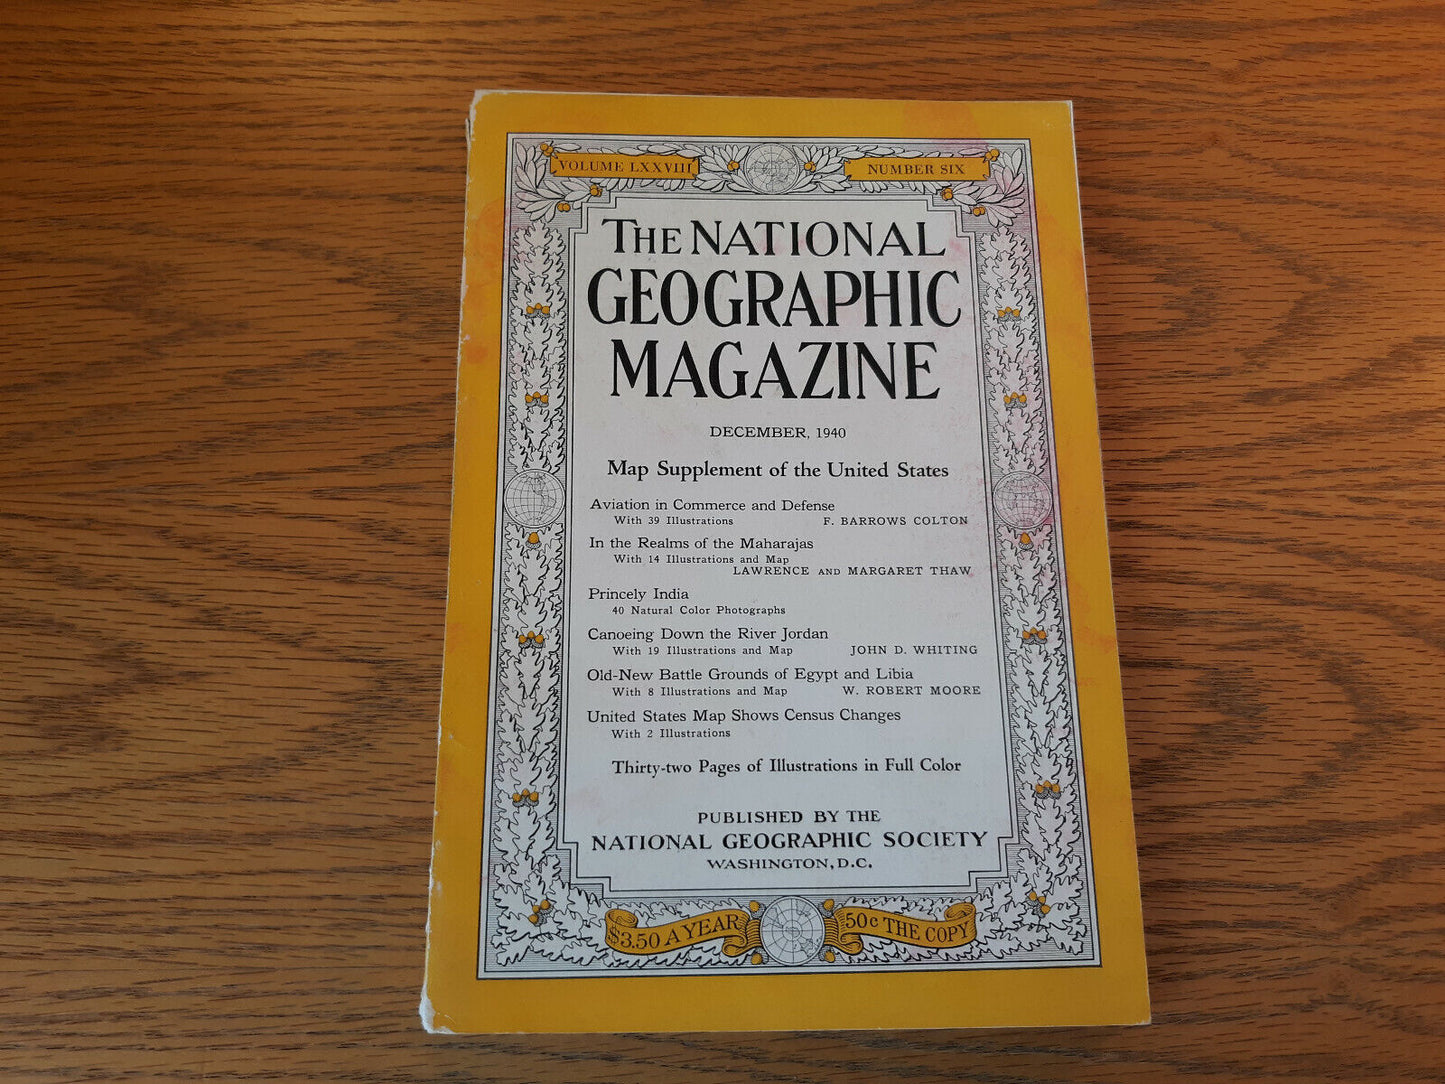 VOLUME LXXVIII NUMBER SIX
THE NATIONAL
GEOGRAPHIC
MAGAZINE
DECEMBER, 1940
Map Supplement of the United States
Aviation in Commerce and Defense
With 39 Illustrations F. BARROWS COLTON
In the Realms of the Maharajas
With 14 Illustrations and Map
LAWRENCE AND MARGARET THAW
Princely India
40 Natural Color Photographs
Canoeing Down the River Jordan
With 19 Illustrations and Map JOHN D. WHITING
Old-New Battle Grounds of Egypt and Libia
With 8 Illustrations and Map W. ROBERT MOORE
United States Map Shows Census Changes
With 2 Illustrations
Thirty-two Pages of Illustrations in Full Color
PUBLISHED BY THE
NATIONAL GEOGRAPHIC SOCIETY
WASHINGTON, D.C.
$3.50 A YEAR 50c THE COPY